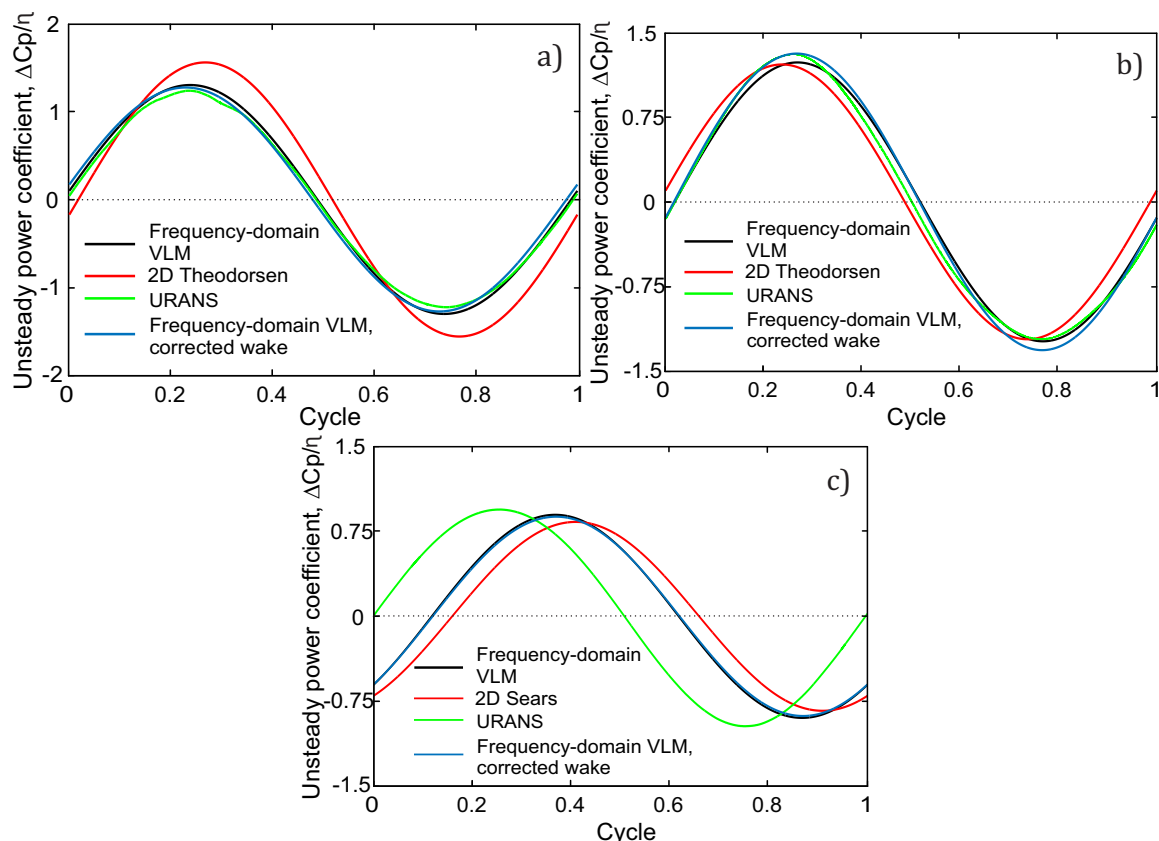 a)
Unsteady power coefficient, ΔCp/η
2
1
0
-1
-2
Frequency-domain
VLM
2D Theodorsen
URANS
Frequency-domain VLM,
corrected wake
0
0.2
0.4
0.6
0.8
1
Cycle
b)
Unsteady power coefficient, ΔCp/η
1.5
0.75
0
-0.75
-1.5
Frequency-domain
VLM
2D Theodorsen
URANS
Frequency-domain VLM,
corrected wake
0
0.2
0.4
0.6
0.8
1
Cycle
c)
Unsteady power coefficient, ΔCp/η
1.5
0.75
0
-0.75
-1.5
Frequency-domain
VLM
2D Sears
URANS
Frequency-domain VLM,
corrected wake
0
0.2
0.4
0.6
0.8
1
Cycle